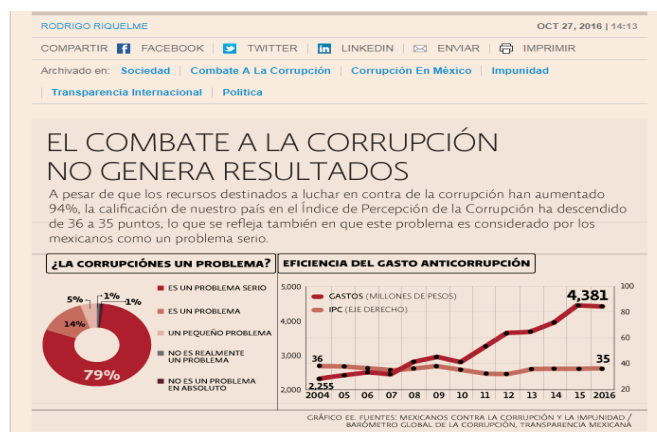 RODRIGO RIQUELME
OCT 27, 2016 | 14:13
COMPARTIR FACEBOOK | TWITTER | LINKEDIN | ENVIAR | IMPRIMIR
Archivado en: Sociedad | Combate A La Corrupción | Corrupción En México | Impunidad
| Transparencia Internacional | Política
EL COMBATE A LA CORRUPCIÓN
NO GENERA RESULTADOS
A pesar de que los recursos destinados a luchar en contra de la corrupción han aumentado
94%, la calificación de nuestro país en el Índice de Percepción de la Corrupción ha descendido
de 36 a 35 puntos, lo que se refleja también en que este problema es considerado por los
mexicanos como un problema serio.
¿LA CORRUPCIÓNES UN PROBLEMA?
5%
1%
1%
14%
79%
ES UN PROBLEMA SERIO
ES UN PROBLEMA
UN PEQUEÑO PROBLEMA
NO ES REALMENTE
UN PROBLEMA
NO ES UN PROBLEMA
EN ABSOLUTO
EFICIENCIA DEL GASTO ANTICORRUPCIÓN
GASTOS (MILLONES DE PESOS)
IPC (EJE DERECHO)
5,000
4,000
3,000
2,000
36
2,255
4,381
35
100
80
60
40
20
2004 05 06 07 08 09 10 11 12 13 14 15 2016
GRÁFICO EE. FUENTES: MEXICANOS CONTRA LA CORRUPCIÓN Y LA IMPUNIDAD /
BARÓMETRO GLOBAL DE LA CORRUPCIÓN, TRANSPARENCIA MEXICANA